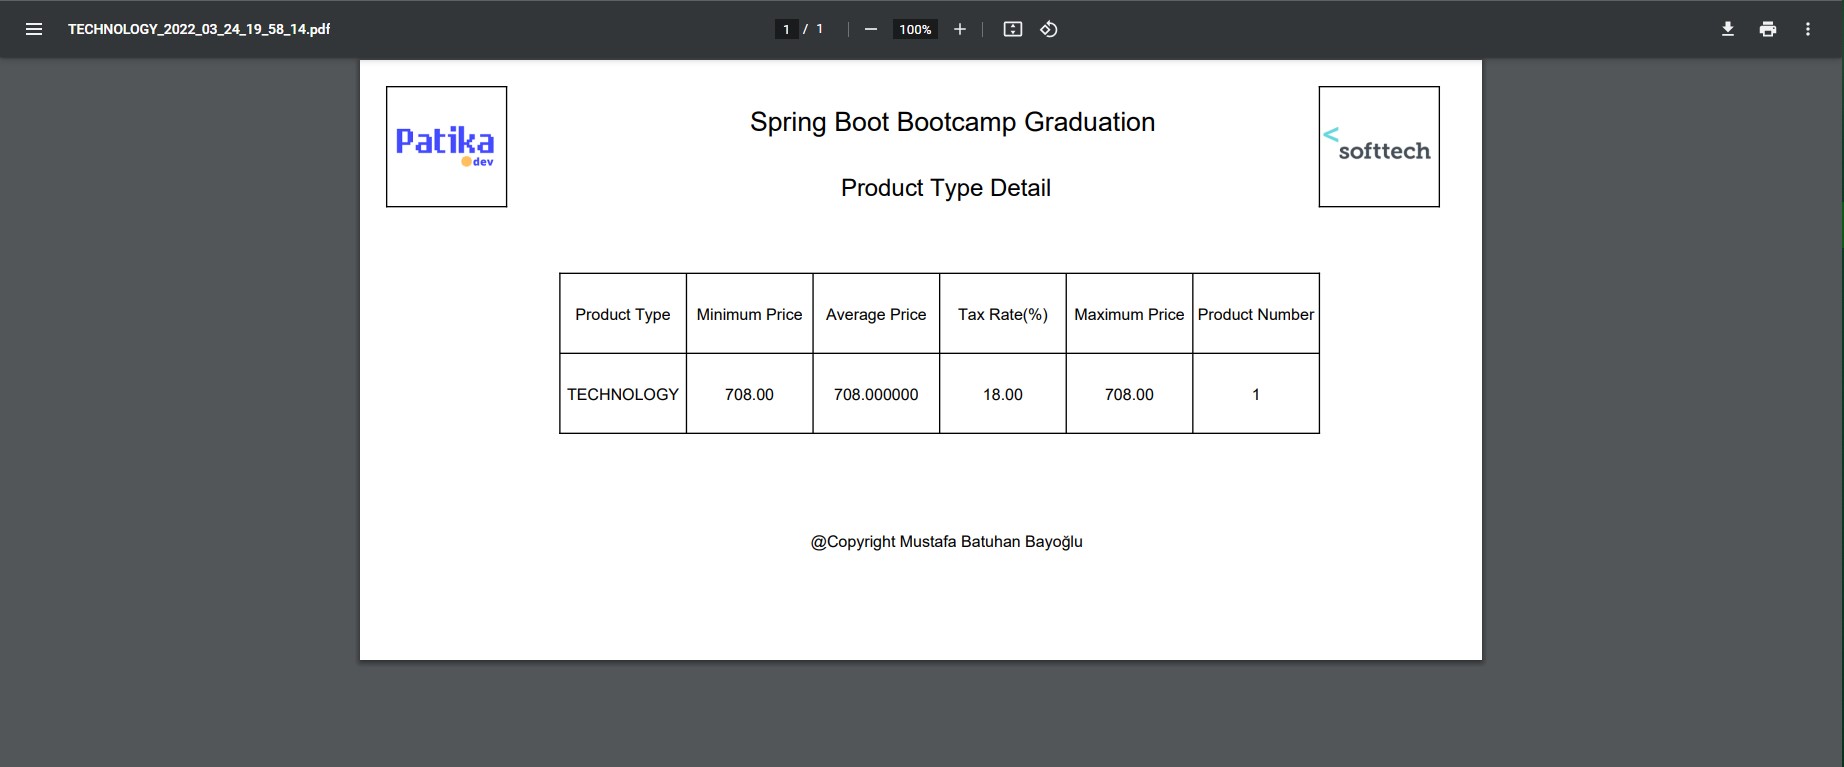 TECHNOLOGY_2022_03_24_19_58_14.pdf
1 / 1
100%
Patika
dev
Spring Boot Bootcamp Graduation
Product Type Detail
< softtech
Product Type Minimum Price Average Price Tax Rate(%) Maximum Price Product Number
TECHNOLOGY 708.00 708.000000 18.00 708.00 1
@Copyright Mustafa Batuhan Bayoğlu